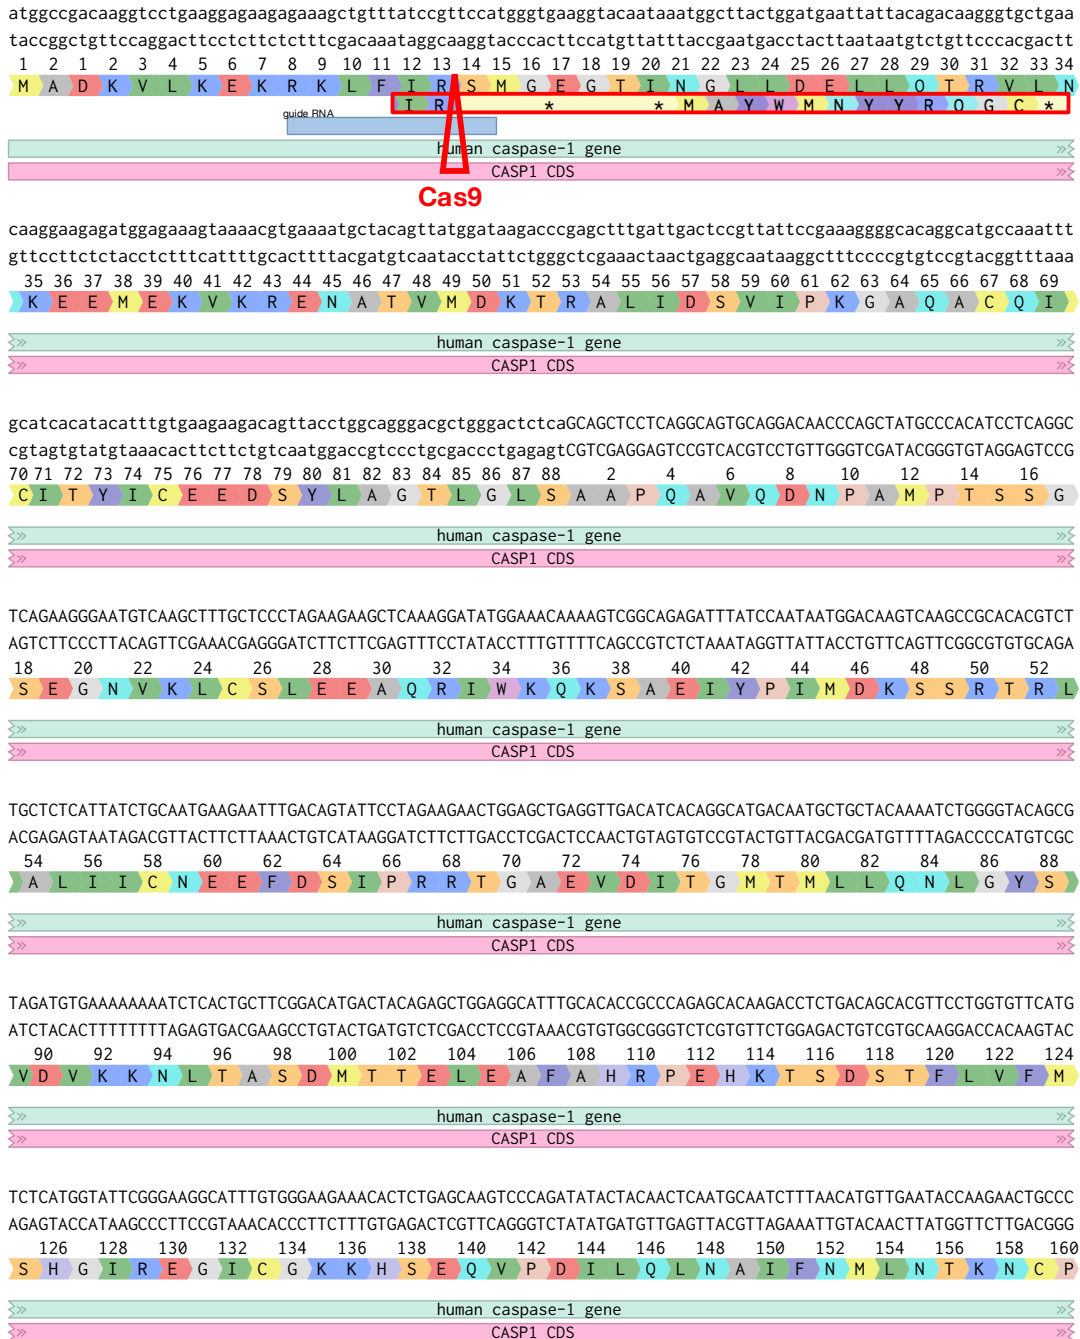 atggccgacaaggtcctgaaggagaagagaaagctgtttatccgttccatgggtgaaggtacaataaatggcttactggatgaattattacagacaagggtgctgaa
taccggctgttccaggacttcctcttctctttcgacaaataggcaaggtacccacttccatgttatttaccgaatgacctacttaataatgtctgttcccacgactt
1 2 1 2 3 4 5 6 7 8 9 10 11 12 13 14 15 16 17 18 19 20 21 22 23 24 25 26 27 28 29 30 31 32 33 34
M A D K V L K E K R K L F I R S M G E G T I N G L L D E L L Q T R V L N
I R * * M A Y W M N Y Y R Q G C *
guide RNA
human caspase-1 gene
CASP1 CDS
Cas9
caaggaagagatggagaaagtaaaacgtgaaaatgctacagttatggataagacccgagctttgattgactccgttattccgaaaggggcacaggcatgccaaattt
gttccttctctacctctttcattttgcacttttacgatgtcaatacctattctgggctcgaaactaactgaggcaataaggctttccccgtgtccgtacggtttaaa
35 36 37 38 39 40 41 42 43 44 45 46 47 48 49 50 51 52 53 54 55 56 57 58 59 60 61 62 63 64 65 66 67 68 69
K E E M E K V K R E N A T V M D K T R A L I D S V I P K G A Q A C Q I
human caspase-1 gene
CASP1 CDS
gcatcacatacatttgtgaagaagacagttacctggcagggacgctgggactctcaGCAGCTCCTCAGGCAGTGCAGGACAACCCAGCTATGCCCACATCCTCAGGC
cgtagtgtatgtaaacacttcttctgtcaatggaccgtccctgcgaccctgagagtCGTCGAGGAGTCCGTCACGTCCTGTTGGGTCGATACGGGTGTAGGAGTCCG
70 71 72 73 74 75 76 77 78 79 80 81 82 83 84 85 86 87 88 2 4 6 8 10 12 14 16
C I T Y I C E E D S Y L A G T L G L S A A P Q A V Q D N P A M P T S S G
human caspase-1 gene
CASP1 CDS
TCAGAAGGGAATGTCAAGCTTTGCTCCCTAGAAGAAGCTCAAAGGATATGGAAACAAAAGTCGGCAGAGATTTATCCAATAATGGACAAGTCAAGCCGCACACGTCT
AGTCTTCCCTTACAGTTCGAAACGAGGGATCTTCTTCGAGTTTCCTATACCTTTGTTTTCAGCCGTCTCTAAATAGGTTATTACCTGTTCAGTTCGGCGTGTGCAGA
18 20 22 24 26 28 30 32 34 36 38 40 42 44 46 48 50 52
S E G N V K L C S L E E A Q R I W K Q K S A E I Y P I M D K S S R T R L
human caspase-1 gene
CASP1 CDS
TGCTCTCATTATCTGCAATGAAGAATTTGACAGTATTCCTAGAAGAACTGGAGCTGAGGTTGACATCACAGGCATGACAATGCTGCTACAAAATCTGGGGTACAGCG
ACGAGAGTAATAGACGTTACTTCTTAAACTGTCATAAGGATCTTCTTGACCTCGACTCCAACTGTAGTGTCCGTACTGTTACGACGATGTTTTAGACCCCATGTCGC
54 56 58 60 62 64 66 68 70 72 74 76 78 80 82 84 86 88
A L I I C N E E F D S I P R R T G A E V D I T G M T M L L Q N L G Y S
human caspase-1 gene
CASP1 CDS
TAGATGTGAAAAAAAATCTCACTGCTTCGGACATGACTACAGAGCTGGAGGCATTTGCACACCGCCCAGAGCACAAGACCTCTGACAGCACGTTCCTGGTGTTCATG
ATCTACACTTTTTTTTAGAGTGACGAAGCCTGTACTGATGTCTCGACCTCCGTAAACGTGTGGCGGGTCTCGTGTTCTGGAGACTGTCGTGCAAGGACCACAAGTAC
90 92 94 96 98 100 102 104 106 108 110 112 114 116 118 120 122 124
V D V K K N L T A S D M T T E L E A F A H R P E H K T S D S T F L V F M
human caspase-1 gene
CASP1 CDS
TCTCATGGTATTCGGGAAGGCATTTGTGGGAAGAAACACTCTGAGCAAGTCCCAGATATACTACAACTCAATGCAATCTTTAACATGTTGAATACCAAGAACTGCCC
AGAGTACCATAAGCCCTTCCGTAAACACCCTTCTTTGTGAGACTCGTTCAGGGTCTATATGATGTTGAGTTACGTTAGAAATTGTACAACTTATGGTTCTTGACGGG
126 128 130 132 134 136 138 140 142 144 146 148 150 152 154 156 158 160
S H G I R E G I C G K K H S E Q V P D I L Q L N A I F N M L N T K N C P
human caspase-1 gene
CASP1 CDS